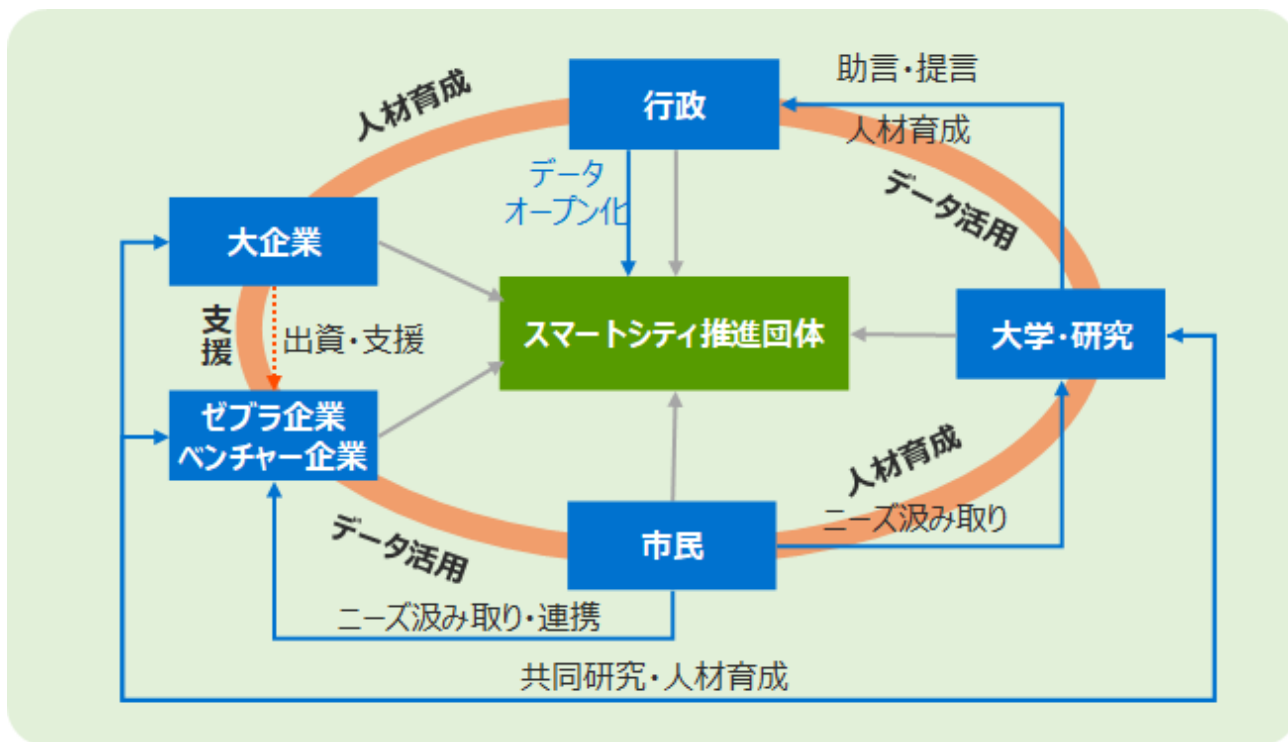 助言・提言
行政
人材育成
人材育成
データ
オープン化
データ活用
大企業
支援
出資・支援
スマートシティ推進団体
大学・研究
ゼブラ企業
ベンチャー企業
人材育成
ニーズ汲み取り
市民
データ活用
ニーズ汲み取り・連携
共同研究・人材育成